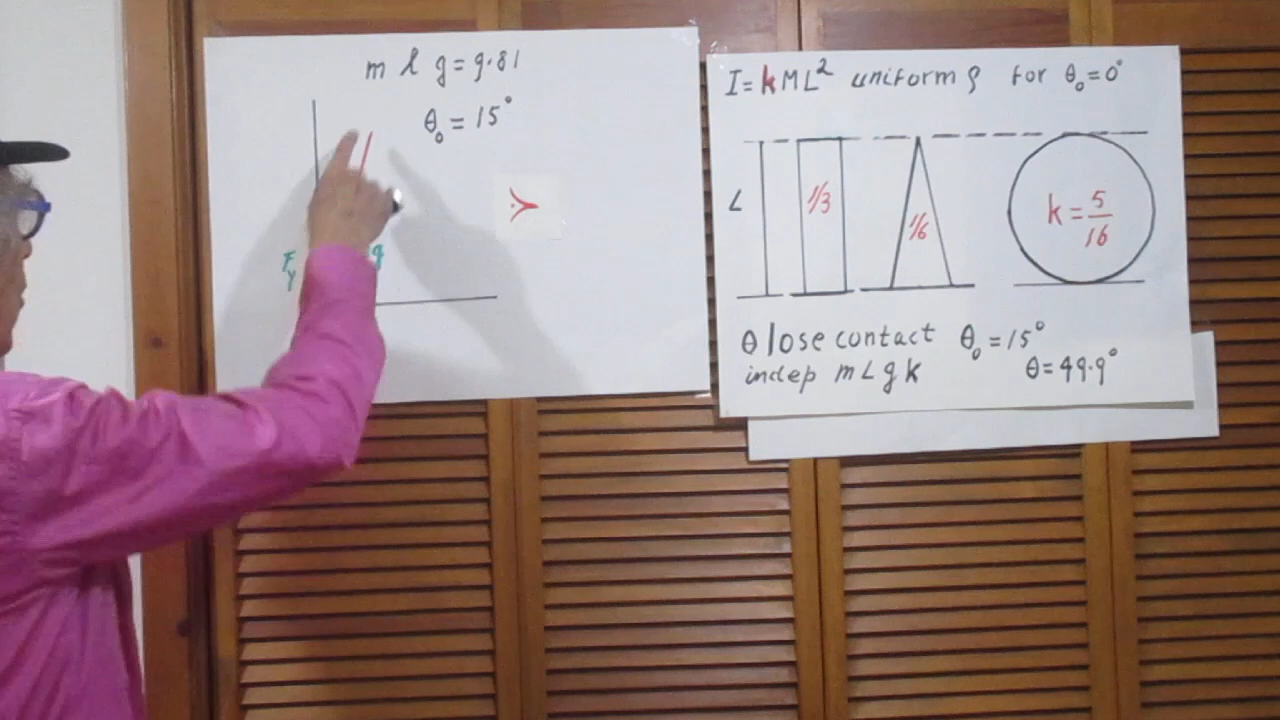 m l g = 9.81
θ₀ = 15°
F
y
g
I = kML² uniform ρ for θ₀ = 0°
L
1/3
1/6
k = 5/16
θ lose contact θ₀ = 15°
indep m L g k θ = 49.9°